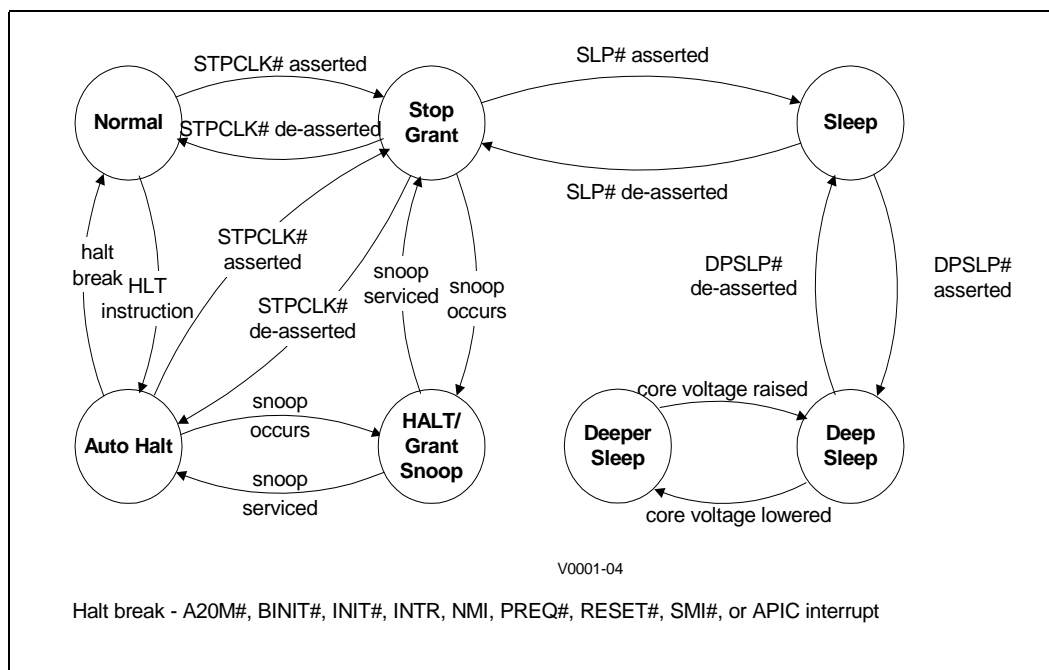 STPCLK# asserted
SLP# asserted
Normal
Stop
Grant
Sleep
STPCLK# de-asserted
SLP# de-asserted
halt
break
HLT
instruction
STPCLK#
asserted
STPCLK#
de-asserted
snoop
serviced
snoop
occurs
DPSLP#
de-asserted
DPSLP#
asserted
Auto Halt
snoop
occurs
snoop
serviced
HALT/
Grant
Snoop
core voltage raised
Deeper
Sleep
Deep
Sleep
core voltage lowered
V0001-04
Halt break - A20M#, BINIT#, INIT#, INTR, NMI, PREQ#, RESET#, SMI#, or APIC interrupt